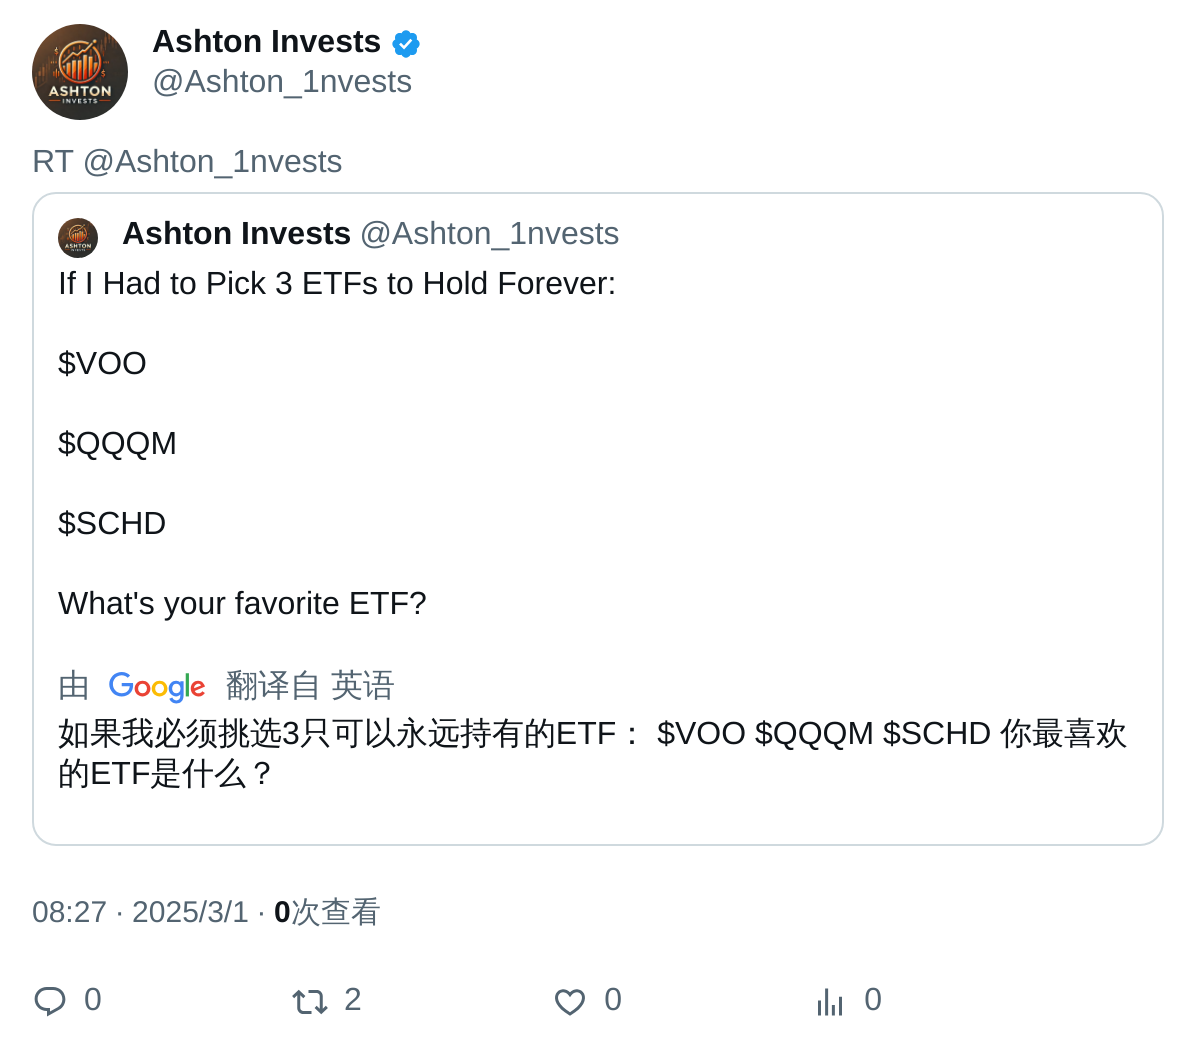 Ashton Invests
@Ashton_1nvests
ASHTON
INVESTS
RT @Ashton_1nvests
Ashton Invests @Ashton_1nvests
If I Had to Pick 3 ETFs to Hold Forever:
$VOO
$QQQM
$SCHD
What's your favorite ETF?
由 Google 翻译自 英语
如果我必须挑选3只可以永远持有的ETF： $VOO $QQQM $SCHD 你最喜欢
的ETF是什么？
08:27 · 2025/3/1 · 0次查看
0 2 0 0